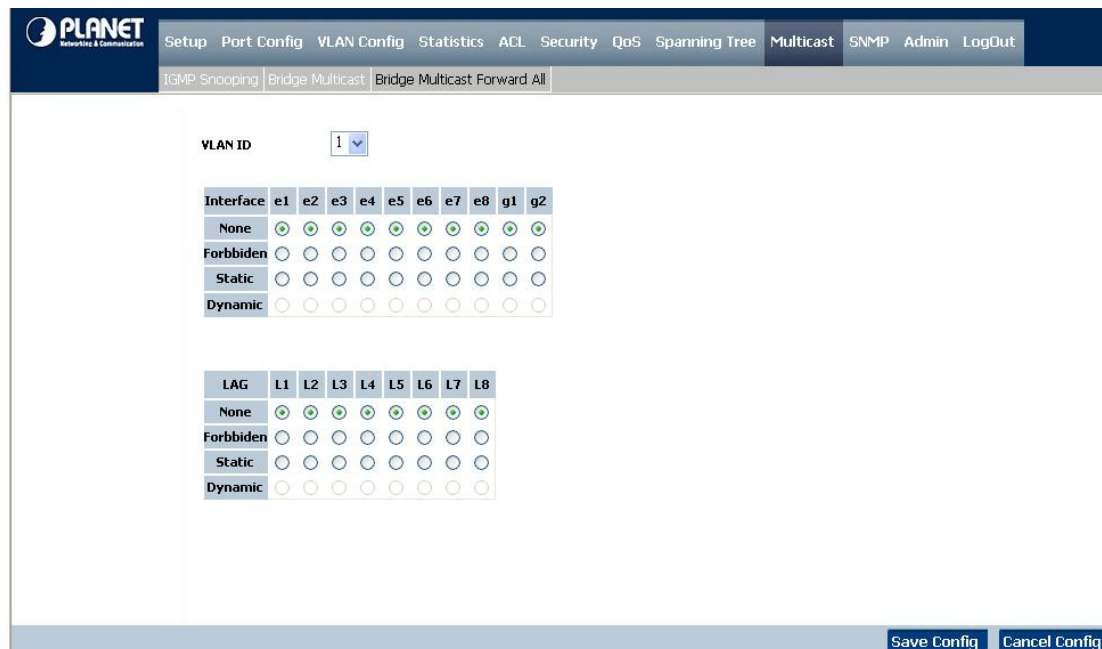 PLANET
Networking & Communication
Setup Port Config VLAN Config Statistics ACL Security QoS Spanning Tree Multicast SNMP Admin LogOut
IGMP Snooping Bridge Multicast Bridge Multicast Forward All
VLAN ID 1
Interface e1 e2 e3 e4 e5 e6 e7 e8 g1 g2
None
Forbbiden
Static
Dynamic
LAG L1 L2 L3 L4 L5 L6 L7 L8
None
Forbbiden
Static
Dynamic
Save Config Cancel Config